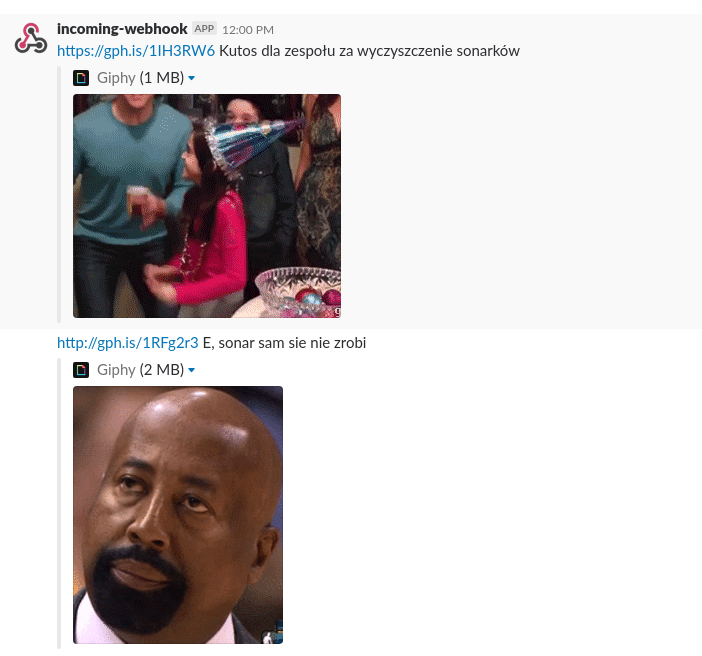 incoming-webhook APP 12:00 PM
https://gph.is/1IH3RW6 Kutos dla zespołu za wyczyszczenie sonarków
Giphy (1 MB)
http://gph.is/1RFg2r3 E, sonar sam sie nie zrobi
Giphy (2 MB)